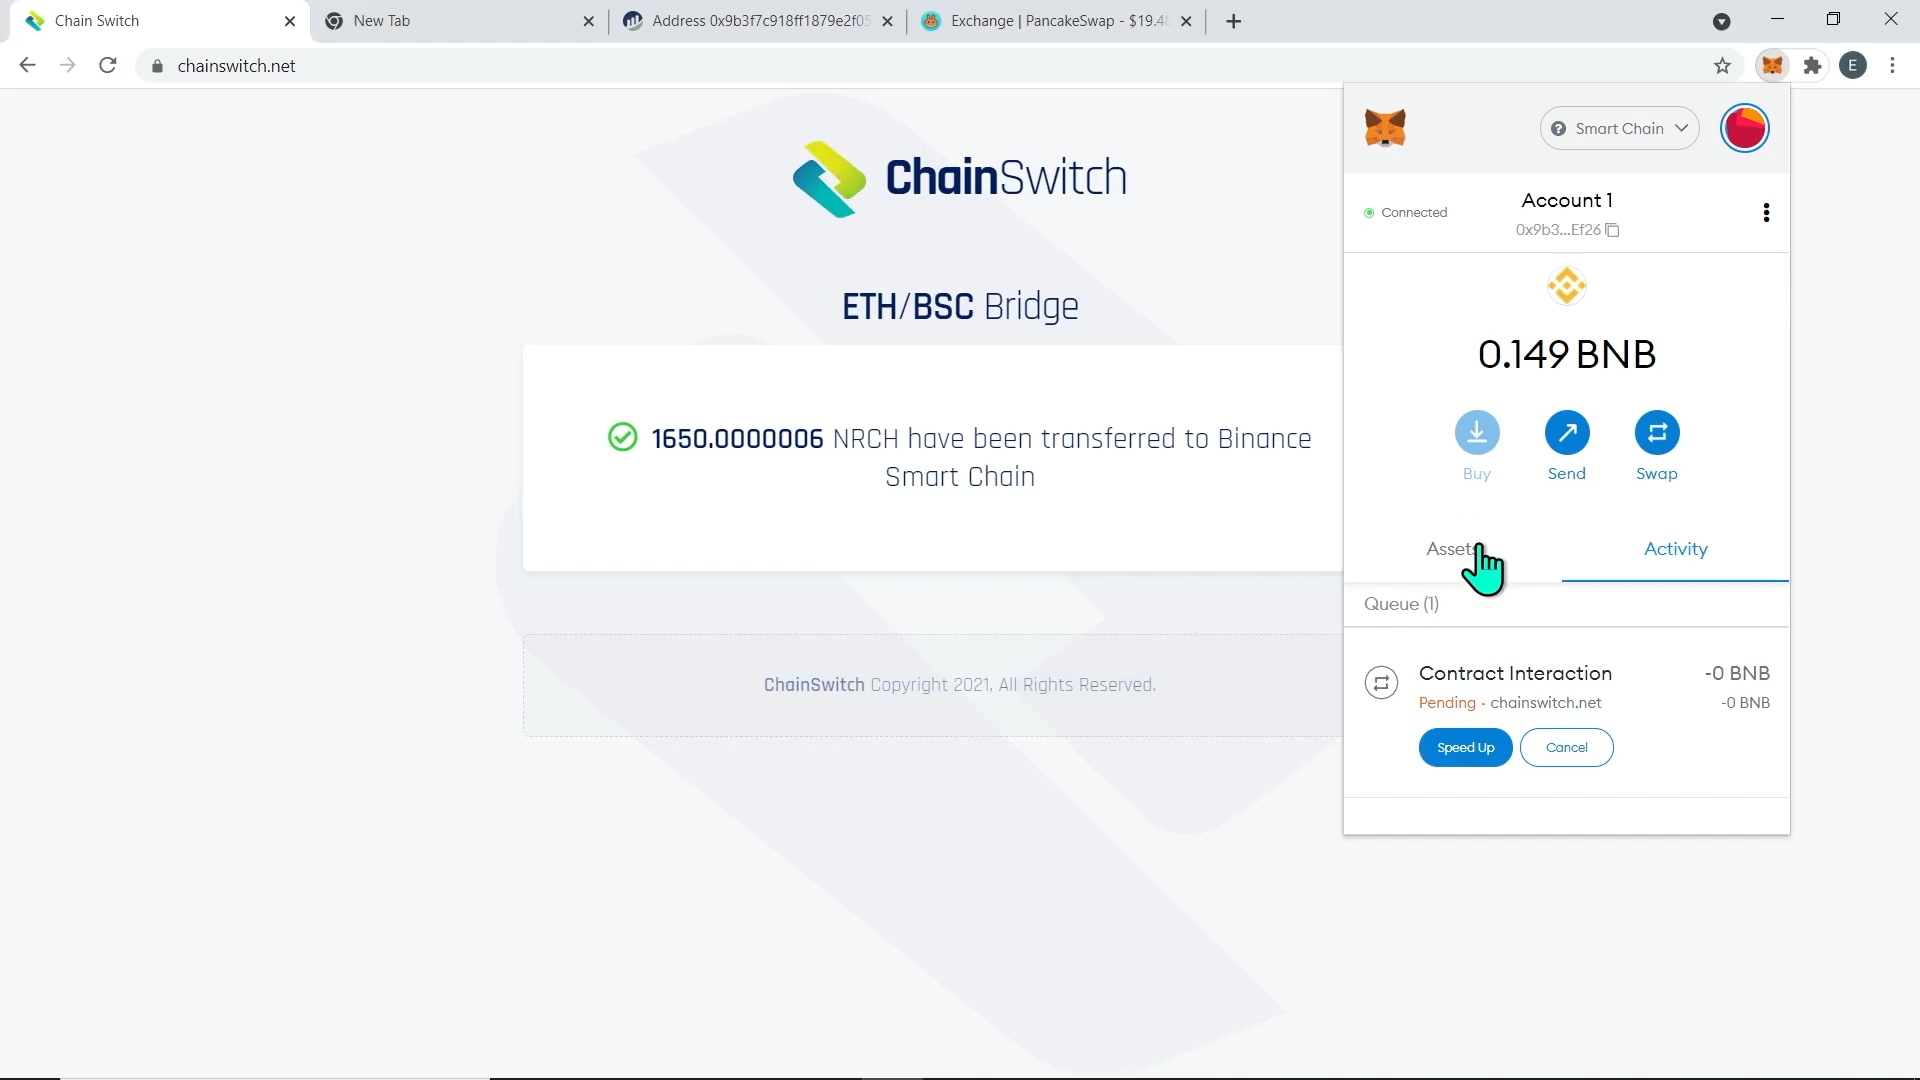 Chain Switch
New Tab
Address 0x9b3f7c918ff1879e2f05
Exchange | PancakeSwap - $19.48
chainswitch.net
E
ChainSwitch
ETH/BSC Bridge
1650.0000006 NRCH have been transferred to Binance
Smart Chain
ChainSwitch Copyright 2021, All Rights Reserved.
? Smart Chain
Connected
Account 1
0x9b3...Ef26
0.149 BNB
Buy
Send
Swap
Assets
Activity
Queue (1)
Contract Interaction
-0 BNB
Pending · chainswitch.net
-0 BNB
Speed Up
Cancel